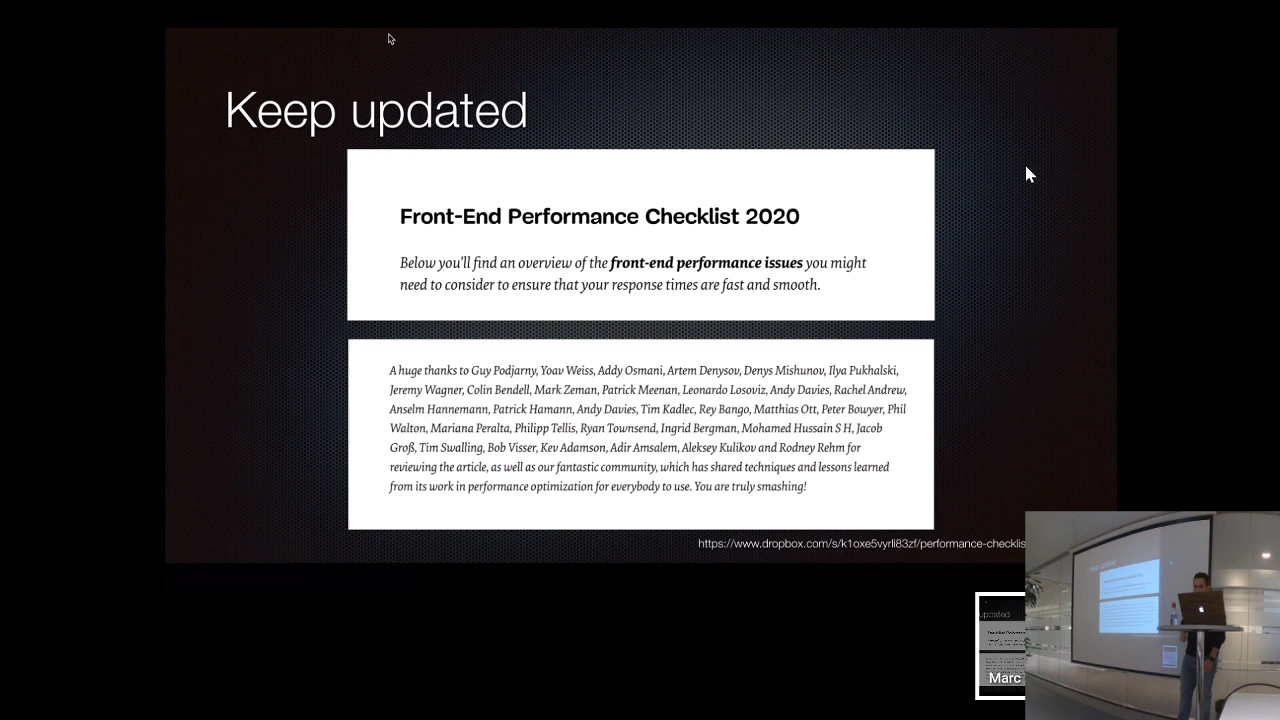 Keep updated
Front-End Performance Checklist 2020
Below you'll find an overview of the front-end performance issues you might
need to consider to ensure that your response times are fast and smooth.
A huge thanks to Guy Podjarny, Yoav Weiss, Addy Osmani, Artem Denysov, Denys Mishunov, Ilya Pukhalski,
Jeremy Wagner, Colin Bendell, Mark Zeman, Patrick Meenan, Leonardo Losoviz, Andy Davies, Rachel Andrew,
Anselm Hannemann, Patrick Hamann, Andy Davies, Tim Kadlec, Rey Bango, Matthias Ott, Peter Bowyer, Phil
Walton, Mariana Peralta, Philipp Tellis, Ryan Townsend, Ingrid Bergman, Mohamed Hussain S H, Jacob
Groß, Tim Swalling, Bob Visser, Kev Adamson, Adir Amsalem, Aleksey Kulikov and Rodney Rehm for
reviewing the article, as well as our fantastic community, which has shared techniques and lessons learned
from its work in performance optimization for everybody to use. You are truly smashing!
https://www.dropbox.com/s/k1oxe5vyrli83zf/performance-checklis
updated
Marc